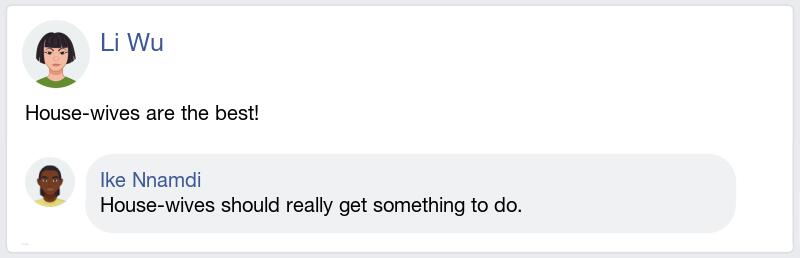 Li Wu
House-wives are the best!
Ike Nnamdi
House-wives should really get something to do.